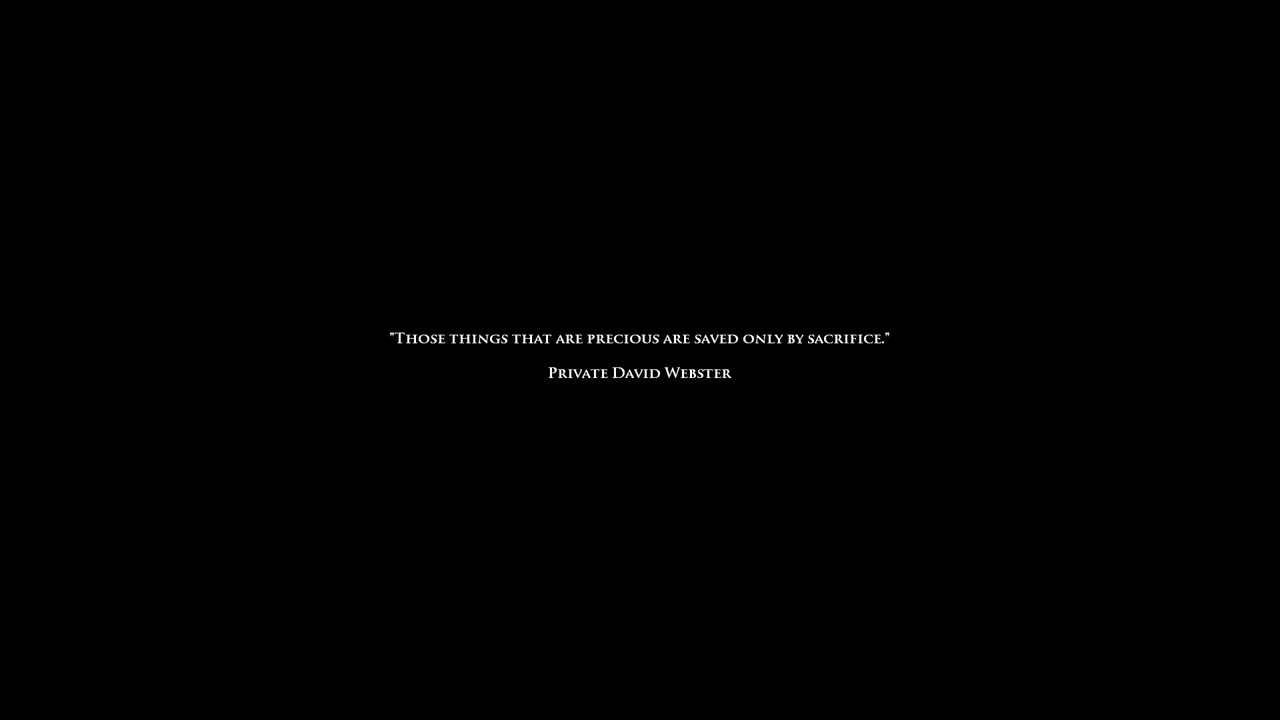 "Those things that are precious are saved only by sacrifice."
Private David Webster